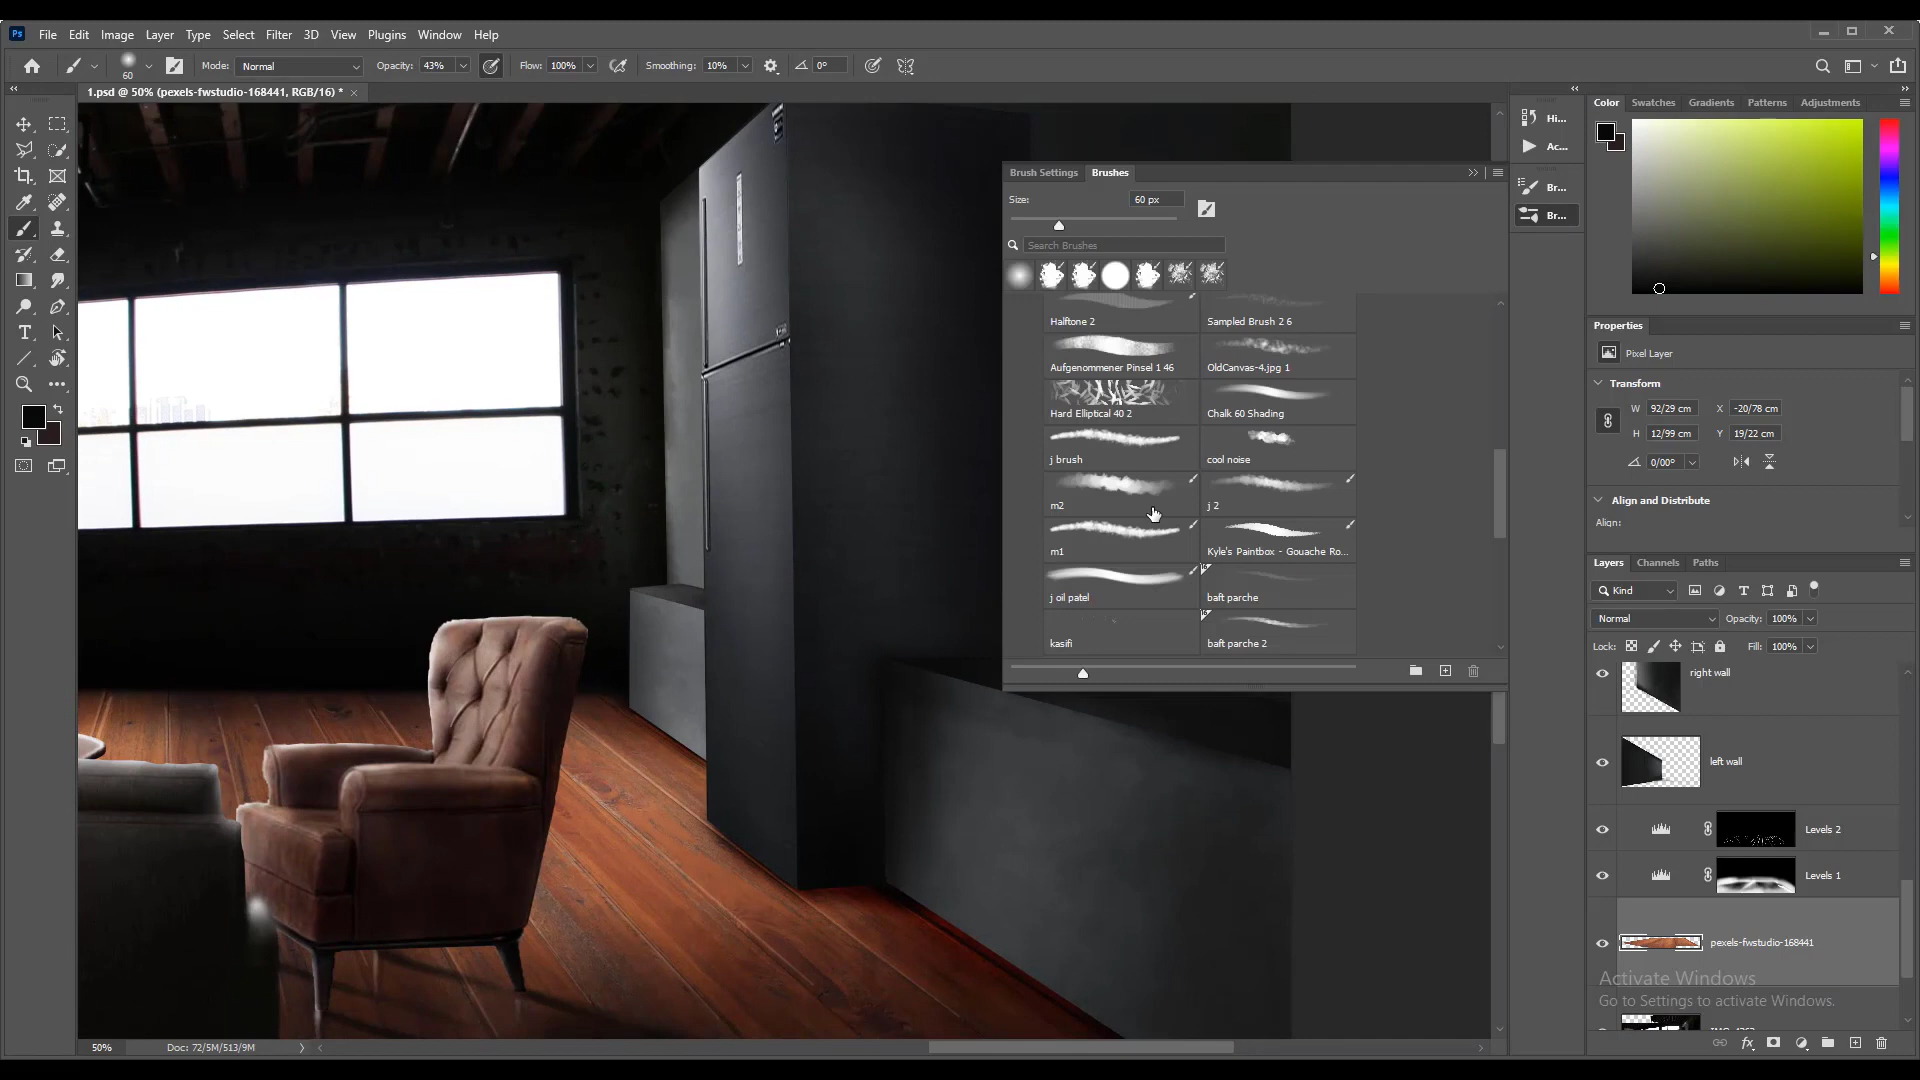 Ps File Edit Image Layer Type Select Filter 3D View Plugins Window Help
60 Mode: Normal Opacity: 43% Flow: 100% Smoothing: 10% 0°
1.psd @ 50% (pexels-fwstudio-168441, RGB/16) *
Brush Settings Brushes
Size: 60 px
Search Brushes
Halftone 2 Sampled Brush 2 6
Aufgenommener Pinsel 1 46 OldCanvas-4.jpg 1
Hard Elliptical 40 2 Chalk 60 Shading
j brush cool noise
m2 j 2
m1 Kyle's Paintbox - Gouache Ro...
j oil patel baft parche
kasifi baft parche 2
Hi...
Ac...
Br...
Br...
Color Swatches Gradients Patterns Adjustments
Properties
Pixel Layer
Transform
W 92/29 cm X -20/78 cm
H 12/99 cm Y 19/22 cm
0/00°
Align and Distribute
Align:
Layers Channels Paths
Kind
Normal Opacity: 100%
Lock: Fill: 100%
right wall
left wall
Levels 2
Levels 1
pexels-fwstudio-168441
Activate Windows
Go to Settings to activate Windows.
50% Doc: 72/5M/513/9M